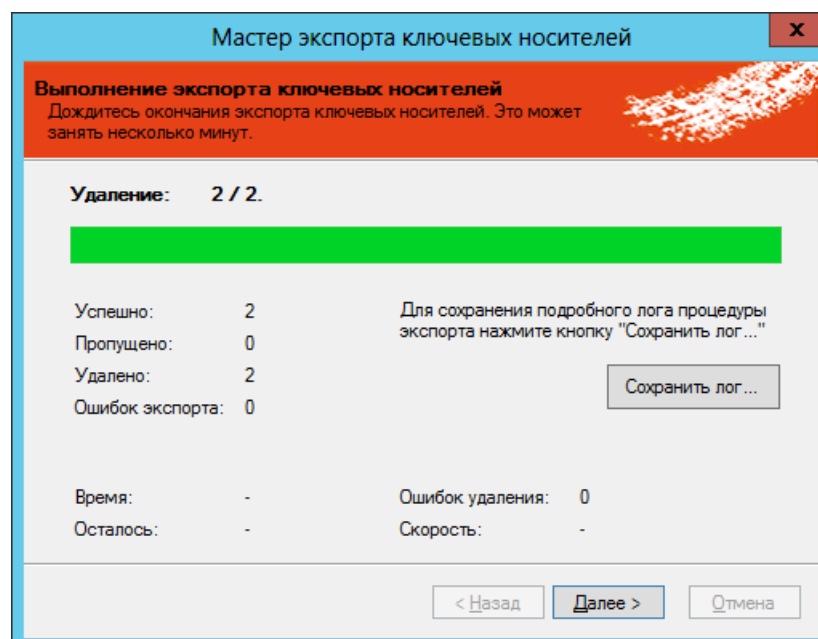 Мастер экспорта ключевых носителей
x
Выполнение экспорта ключевых носителей
Дождитесь окончания экспорта ключевых носителей. Это может
занять несколько минут.
Удаление: 2 / 2.
Успешно: 2
Пропущено: 0
Удалено: 2
Ошибок экспорта: 0
Для сохранения подробного лога процедуры
экспорта нажмите кнопку "Сохранить лог..."
Сохранить лог...
Время: -
Осталось: -
Ошибок удаления: 0
Скорость: -
< Назад
Далее >
Отмена